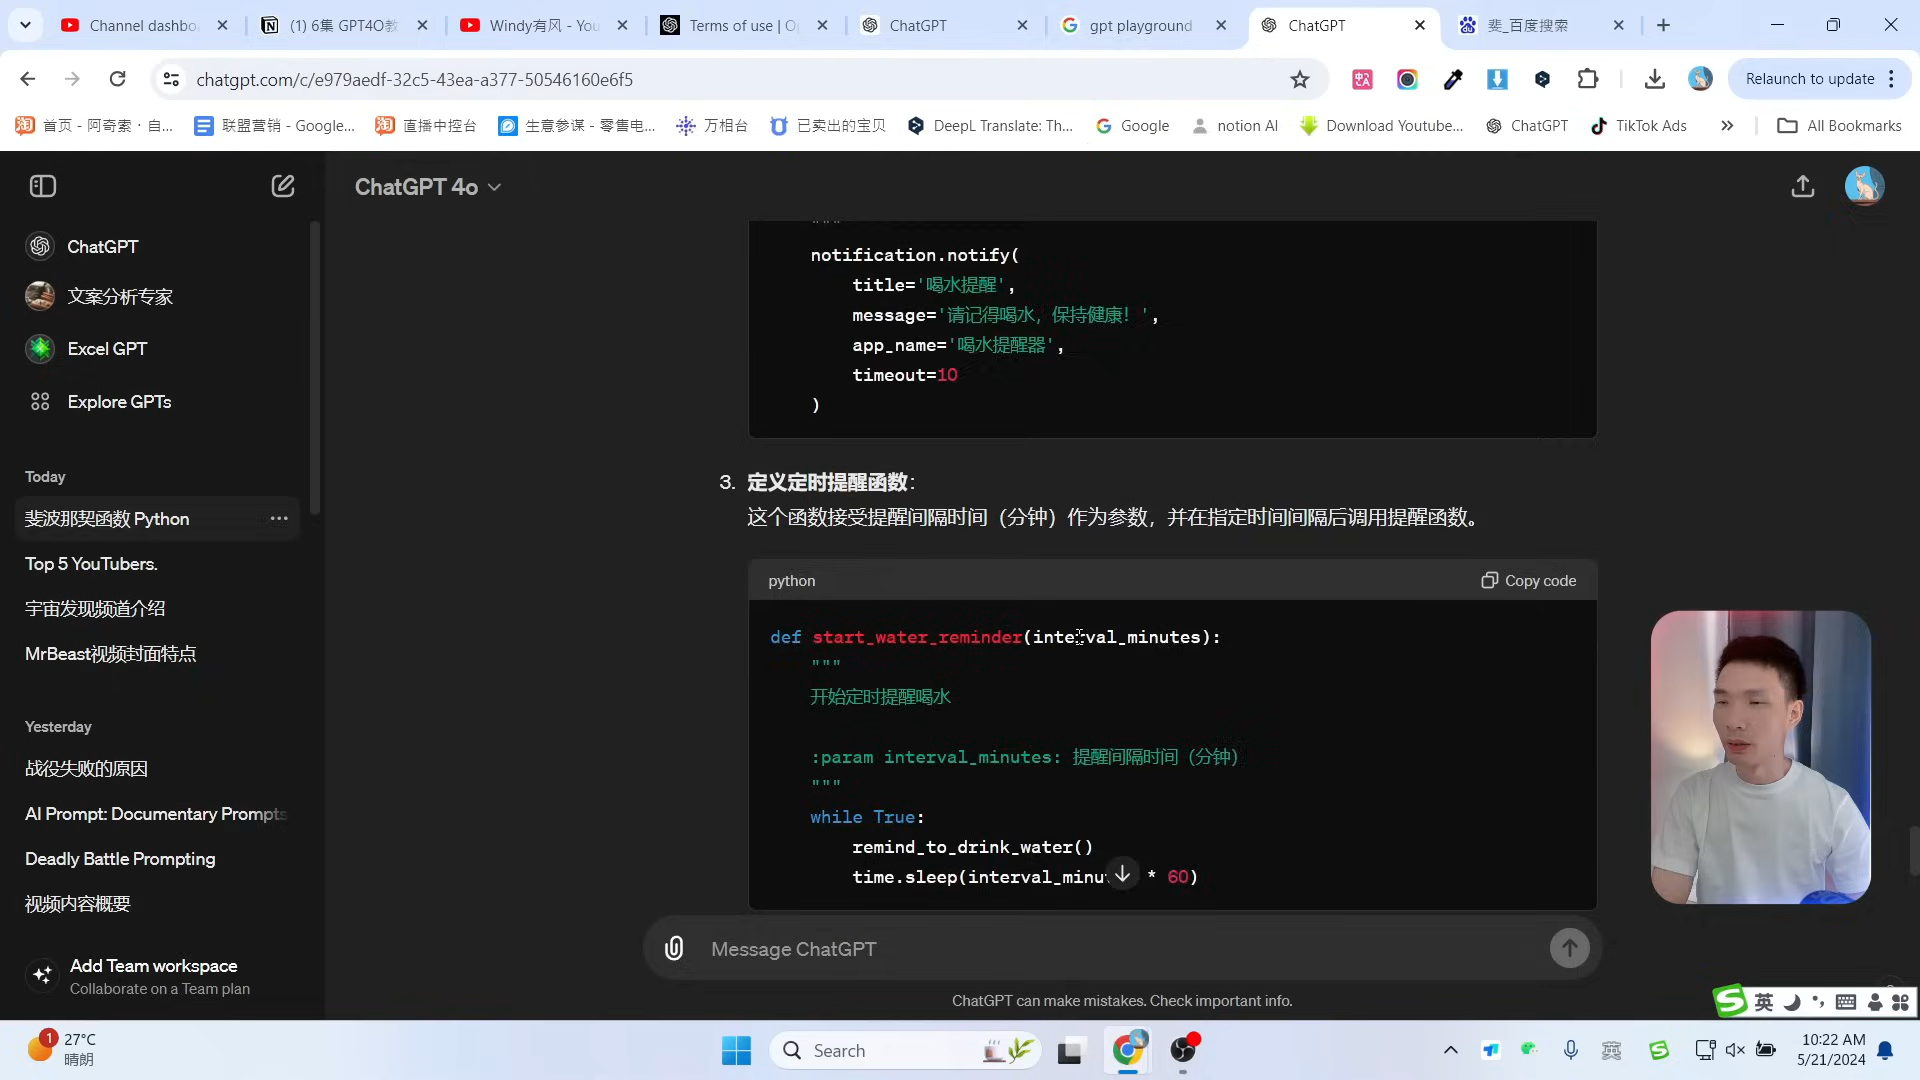 Channel dashbo
(1) 6集 GPT4O教
Windy有风 - You
Terms of use | O
ChatGPT
gpt playground
ChatGPT
斐_百度搜索
chatgpt.com/c/e979aedf-32c5-43ea-a377-50546160e6f5
Relaunch to update
首页 - 阿奇索 · 自...
联盟营销 - Google...
直播中控台
生意参谋 - 零售电...
万相台
已卖出的宝贝
DeepL Translate: Th...
Google
notion AI
Download Youtube...
ChatGPT
TikTok Ads
All Bookmarks
ChatGPT 4o
ChatGPT
文案分析专家
Excel GPT
Explore GPTs
Today
斐波那契函数 Python
Top 5 YouTubers.
宇宙发现频道介绍
MrBeast视频封面特点
Yesterday
战役失败的原因
AI Prompt: Documentary Prompts
Deadly Battle Prompting
视频内容概要
Add Team workspace
Collaborate on a Team plan
"""
notification.notify(
title='喝水提醒',
message='请记得喝水，保持健康！',
app_name='喝水提醒器',
timeout=10
)
3. 定义定时提醒函数：
这个函数接受提醒间隔时间（分钟）作为参数，并在指定时间间隔后调用提醒函数。
python
Copy code
def start_water_reminder(interval_minutes):
"""
开始定时提醒喝水
:param interval_minutes: 提醒间隔时间（分钟）
"""
while True:
remind_to_drink_water()
time.sleep(interval_minu * 60)
Message ChatGPT
ChatGPT can make mistakes. Check important info.
英
1
27°C
晴朗
Search
英
10:22 AM
5/21/2024